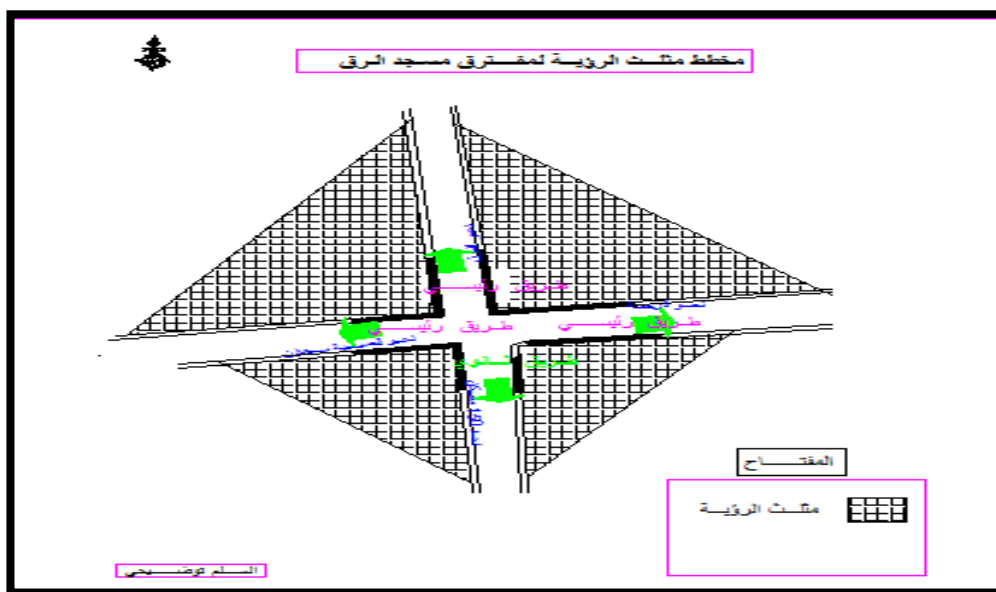 مخطط مثلث الرؤية لمفترق مسجد الرق
طريق رئيسي
طريق رئيسي
طريق رئيسي
طريق ثانوي
المفتاح
مثلث الرؤية
السلم توضيحي